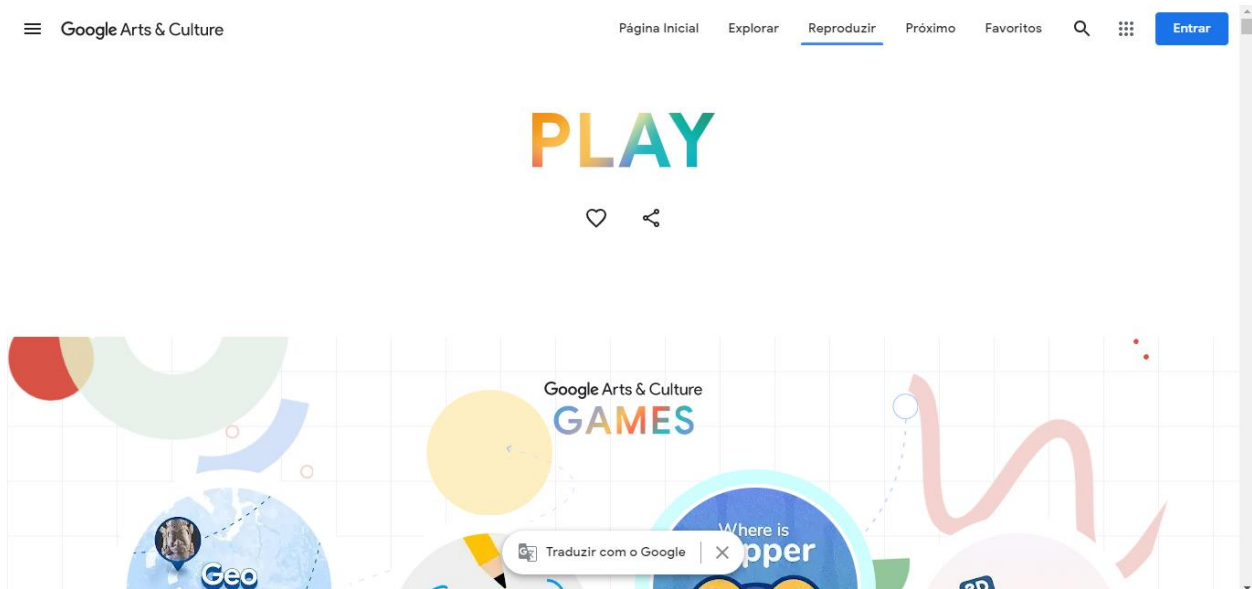 Google Arts & Culture
Página Inicial Explorar Reproduzir Próximo Favoritos Entrar
PLAY
Google Arts & Culture
GAMES
Where is
Geo
Traduzir com o Google